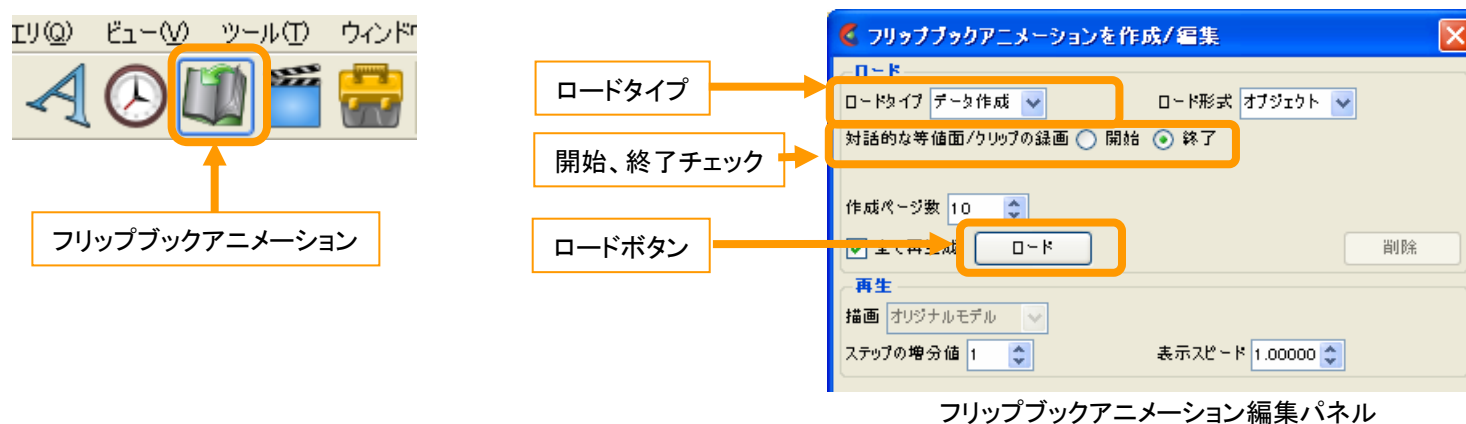 エリ(Q) ビュー(V) ツール(T) ウィンドウ
フリップブックアニメーション
ロードタイプ
開始、終了チェック
ロードボタン
フリップブックアニメーションを作成/編集
ロード
ロードタイプ データ作成 ロード形式 オブジェクト
対話的な等値面/クリップの録画 開始 終了
作成ページ数 10
全て再生成 ロード 削除
再生
描画 オリジナルモデル
ステップの増分値 1 表示スピード 1.00000
フリップブックアニメーション編集パネル